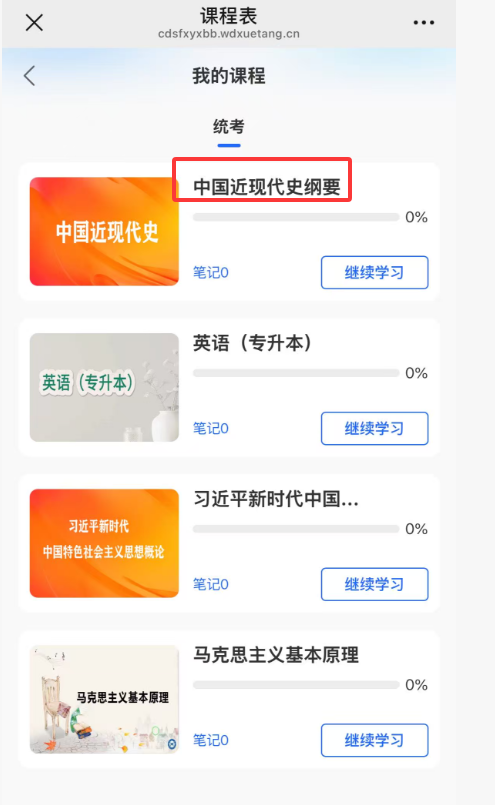 课程表
cdsfxyxbb.wdxuetang.cn
我的课程
统考
中国近现代史
中国近现代史纲要
0%
笔记0
继续学习
英语（专升本）
英语（专升本）
0%
笔记0
继续学习
习近平新时代
中国特色社会主义思想概论
习近平新时代中国...
0%
笔记0
继续学习
马克思主义基本原理
马克思主义基本原理
0%
笔记0
继续学习